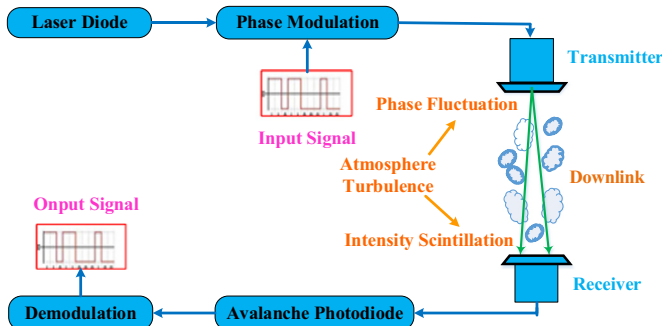 Laser Diode
Phase Modulation
Transmitter
Phase Fluctuation
Input Signal
Atmosphere
Turbulence
Downlink
Onput Signal
Intensity Scintillation
Receiver
Demodulation
Avalanche Photodiode